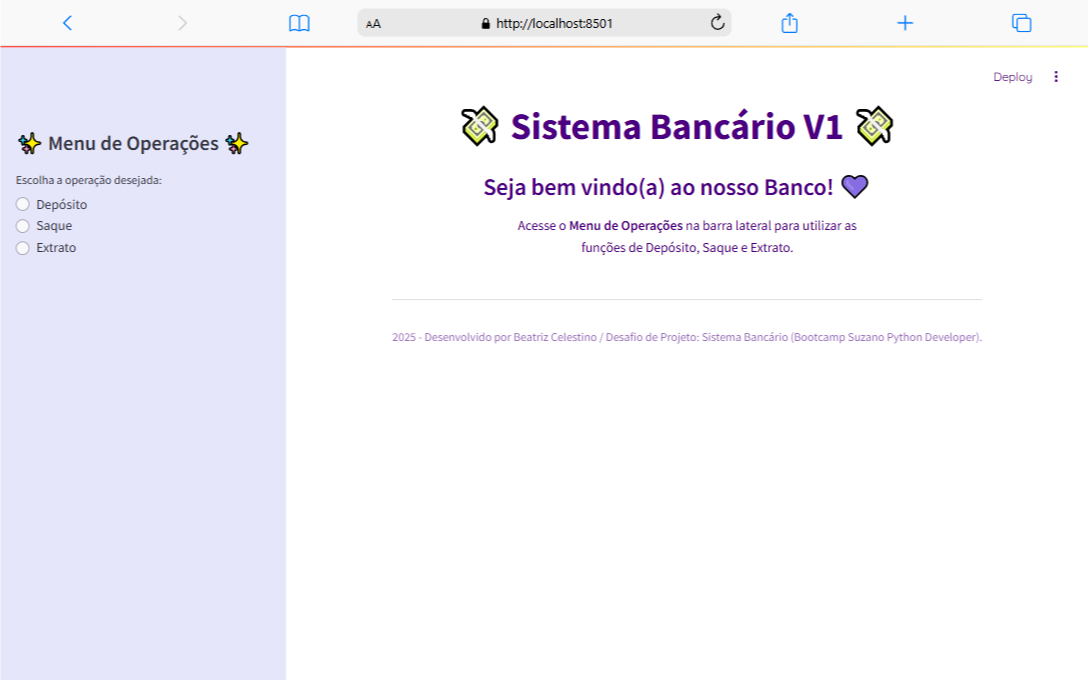 AA
http://localhost:8501
Deploy
Menu de Operações
Escolha a operação desejada:
Depósito
Saque
Extrato
Sistema Bancário V1
Seja bem vindo(a) ao nosso Banco!
Acesse o Menu de Operações na barra lateral para utilizar as
funções de Depósito, Saque e Extrato.
2025 - Desenvolvido por Beatriz Celestino / Desafio de Projeto: Sistema Bancário (Bootcamp Suzano Python Developer).